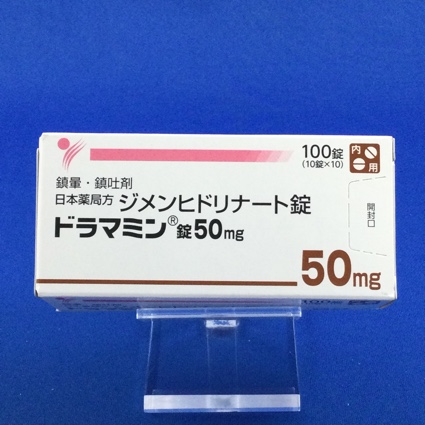 100錠
(10錠×10)
内
用
鎮暈・鎮吐剤
日本薬局方 ジメンヒドリナート錠
ドラマミン®錠50mg
開封口
50mg